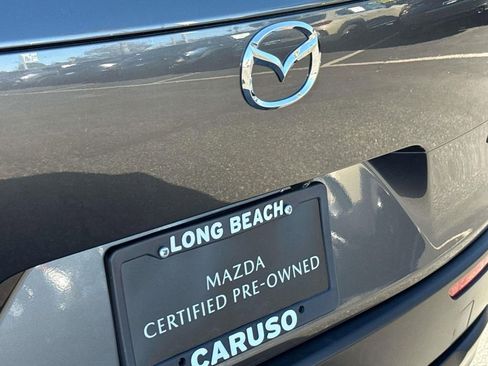 LONG BEACH
MAZDA
CERTIFIED PRE-OWNED
CARUSO